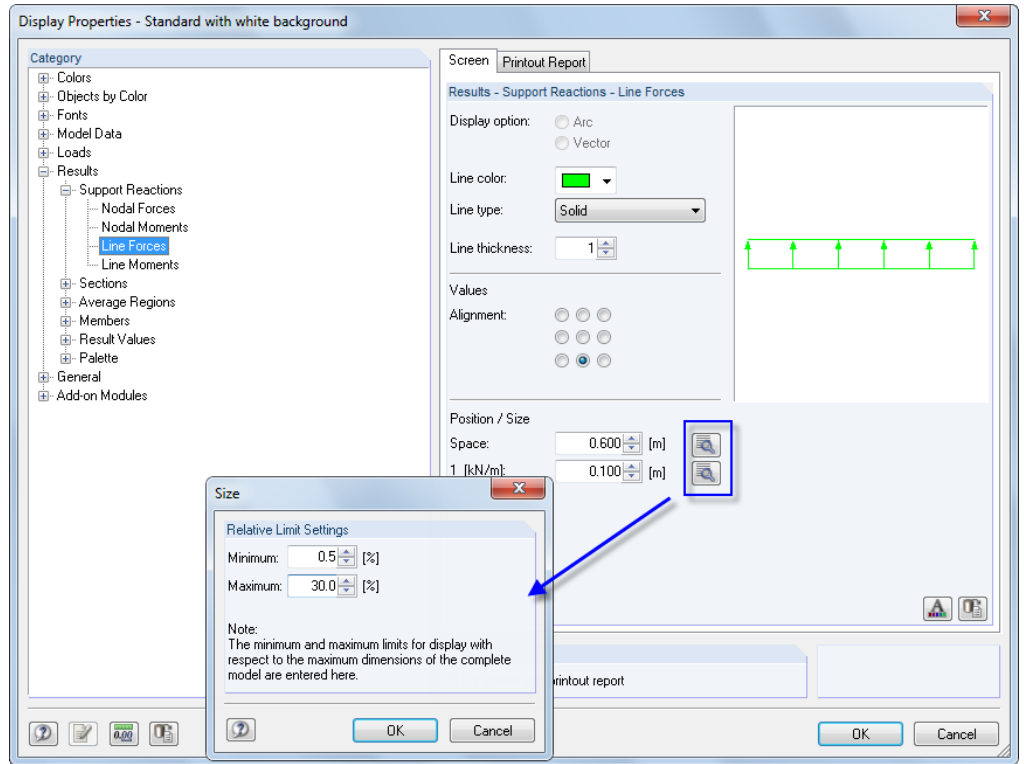 Display Properties - Standard with white background
Category
Colors
Objects by Color
Fonts
Model Data
Loads
Results
Support Reactions
Nodal Forces
Nodal Moments
Line Forces
Line Moments
Sections
Average Regions
Members
Result Values
Palette
General
Add-on Modules
Screen
Printout Report
Results - Support Reactions - Line Forces
Display option:
Arc
Vector
Line color:
Line type:
Solid
Line thickness:
1
Values
Alignment:
Position / Size
Space:
0.600
[m]
1 [kN/m]:
0.100
[m]
Size
Relative Limit Settings
Minimum:
0.5
[%]
Maximum:
30.0
[%]
Note:
The minimum and maximum limits for display with
respect to the maximum dimensions of the complete
model are entered here.
OK
Cancel
printout report
0.00
OK
Cancel